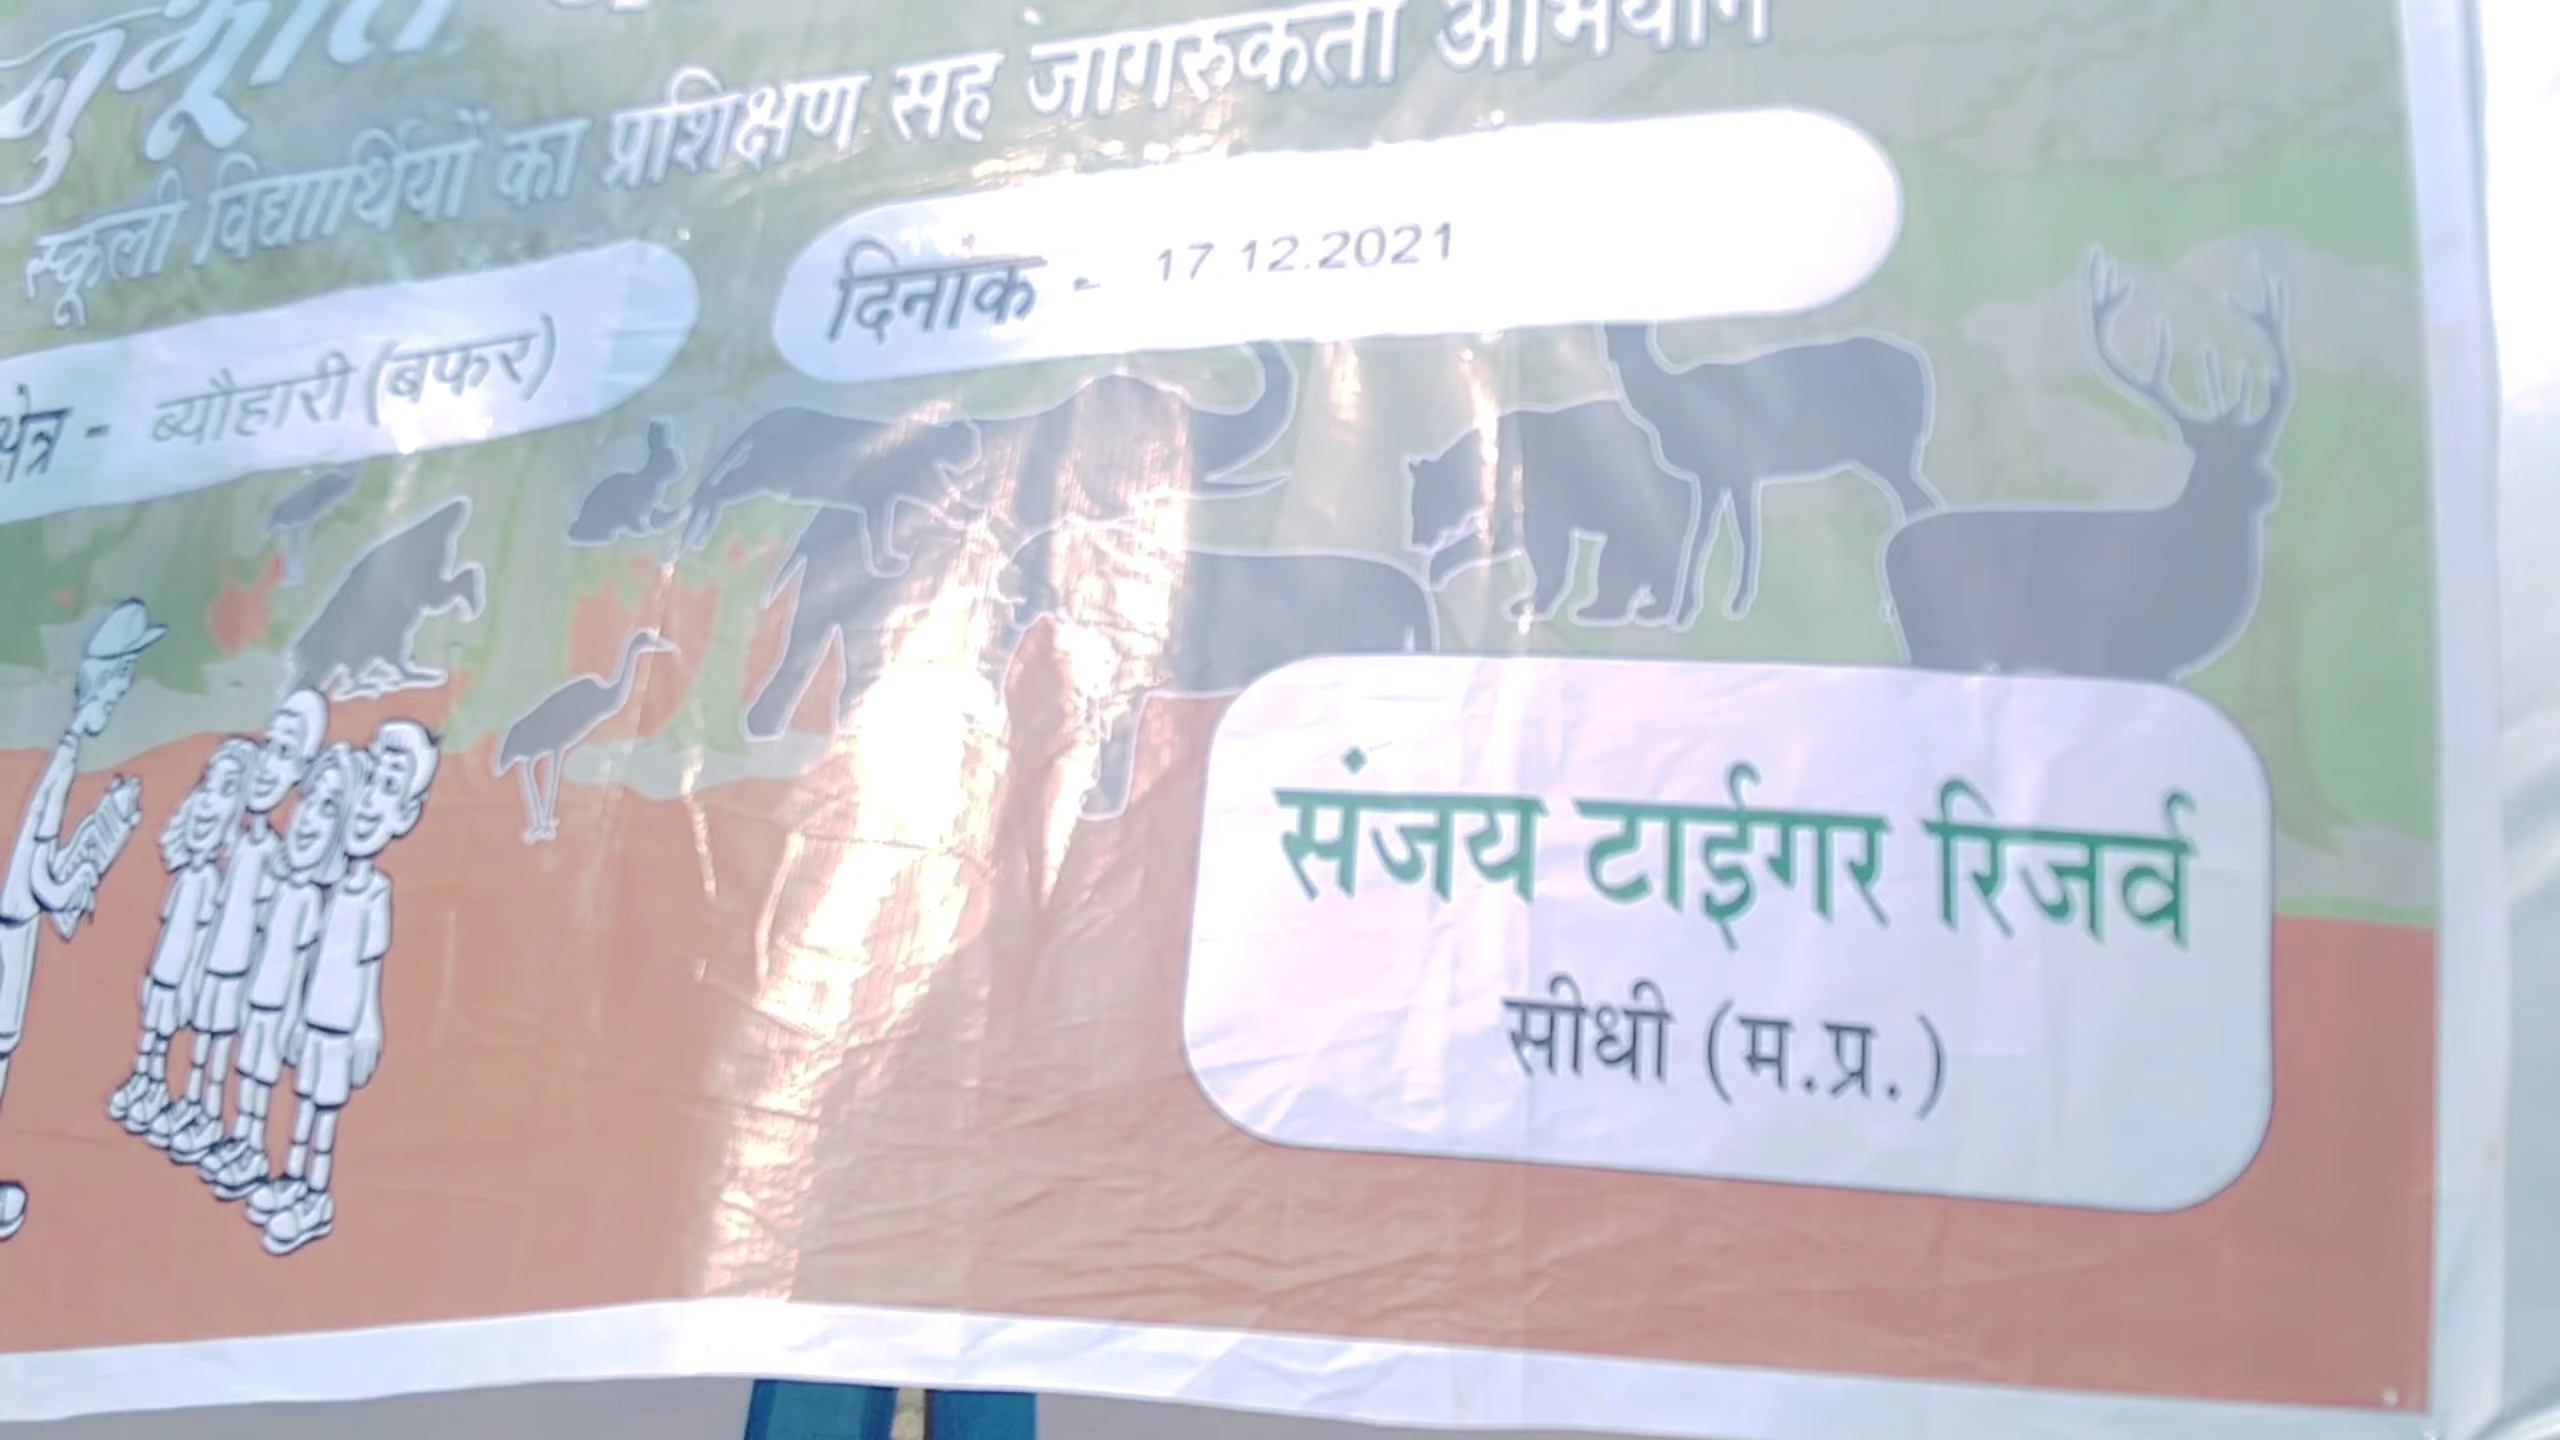 स्कूली विद्यार्थियों का प्रशिक्षण सह जागरुकता अभियान
क्षेत्र - ब्यौहारी (बफर)
दिनांक - 17.12.2021
संजय टाईगर रिजर्व
सीधी (म.प्र.)